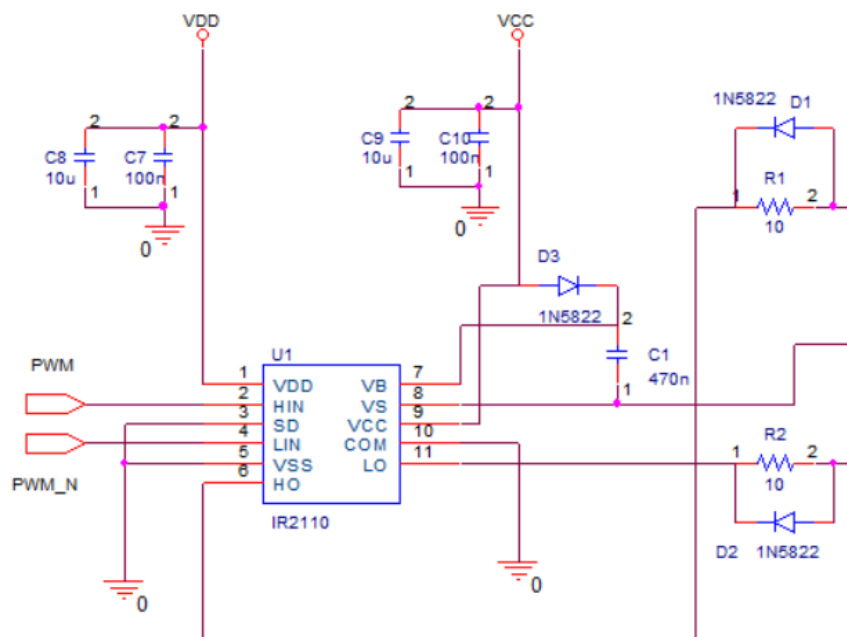 VDD
VCC
2
2
C8
10u
C7
100n
1
1
0
2
2
C9
10u
C10
100n
1
1
0
1N5822
D1
1
R1
2
10
D3
1N5822
2
C1
1
470n
PWM
PWM_N
U1
1
VDD
2
HIN
3
SD
4
LIN
5
VSS
6
HO
VB
7
VS
8
VCC
9
COM
10
LO
11
IR2110
0
0
1
R2
2
10
D2
1N5822